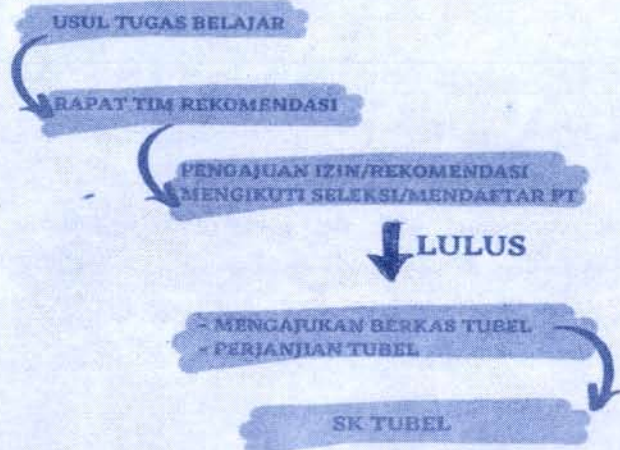 USUL TUGAS BELAJAR
RAPAT TIM REKOMENDASI
PENGAJUAN IZIN/REKOMENDASI
MENGIKUTI SELEKSI/MENDAFTAR PT
LULUS
- MENGAJUKAN BERKAS TUBEL
- PERJANJIAN TUBEL
SK TUBEL